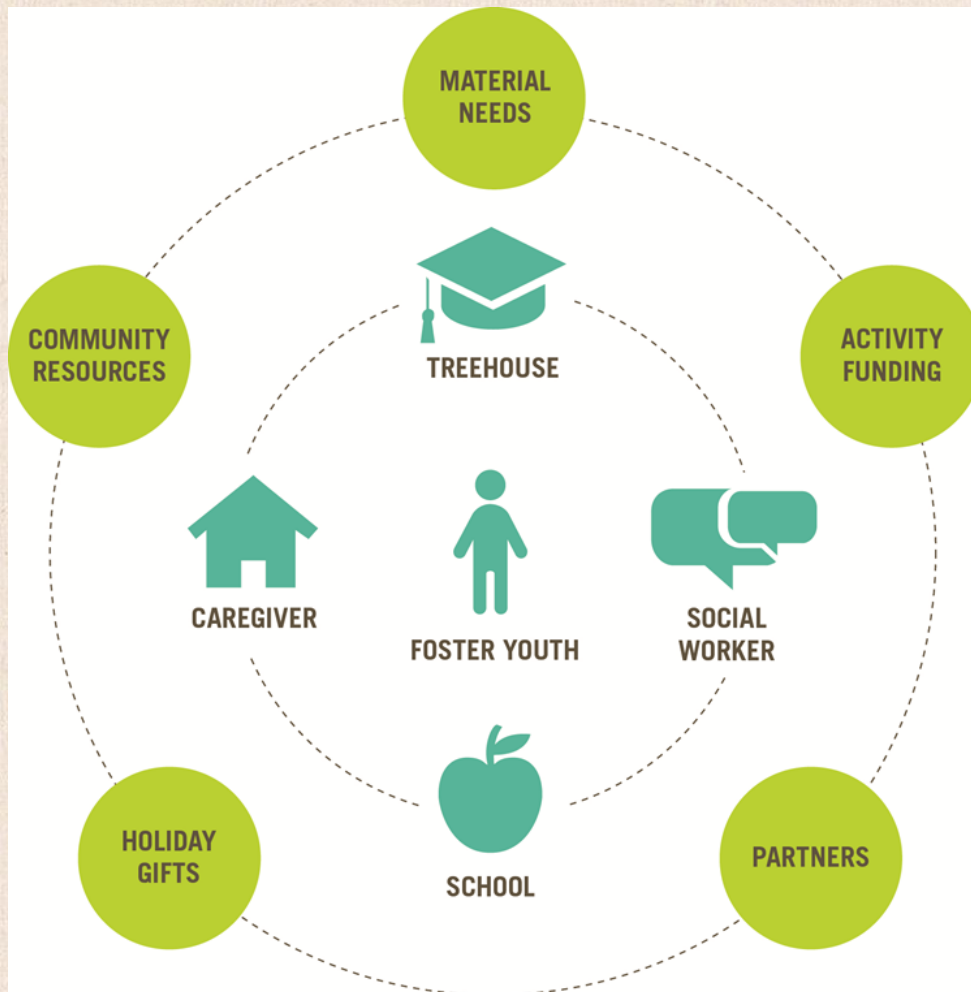 MATERIAL
NEEDS
COMMUNITY
RESOURCES
ACTIVITY
FUNDING
TREEHOUSE
CAREGIVER
FOSTER YOUTH
SOCIAL
WORKER
HOLIDAY
GIFTS
PARTNERS
SCHOOL